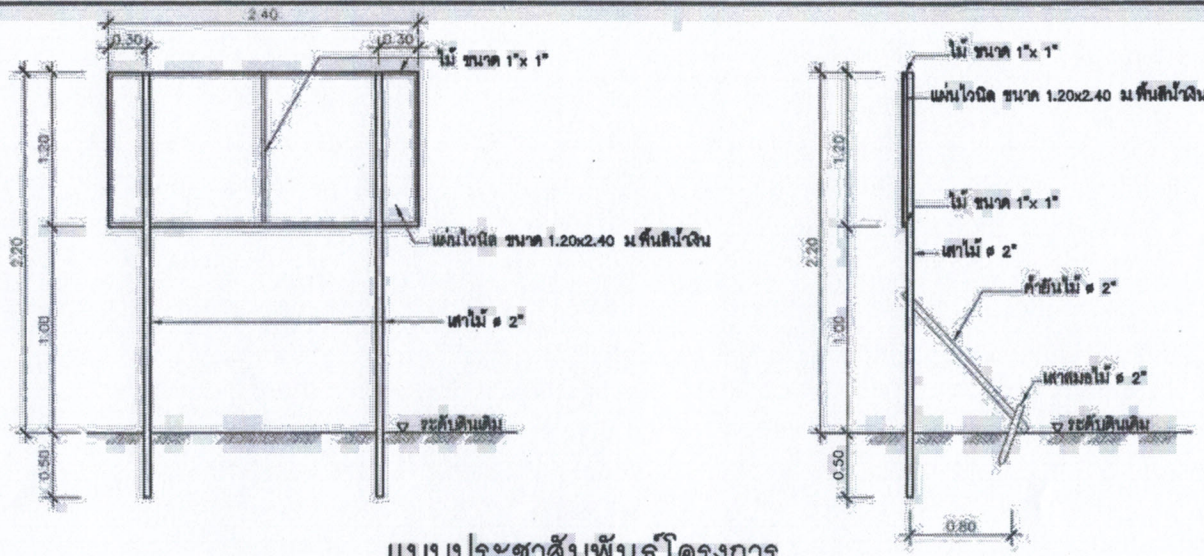 2.40
0.30
0.30
ไม้ ขนาด 1"x 1"
1.20
2.20
แผ่นไวนิล ขนาด 1.20x2.40 ม.พื้นสีน้ำเงิน
1.00
เสาไม้ ø 2"
ระดับดินเดิม
0.50
ไม้ ขนาด 1"x 1"
แผ่นไวนิล ขนาด 1.20x2.40 ม.พื้นสีน้ำเงิน
1.20
ไม้ ขนาด 1"x 1"
2.20
เสาไม้ ø 2"
ค้ำยันไม้ ø 2"
1.00
เสาสมอไม้ ø 2"
ระดับดินเดิม
0.50
0.80
แบบประชาสัมพันธ์โครงการ